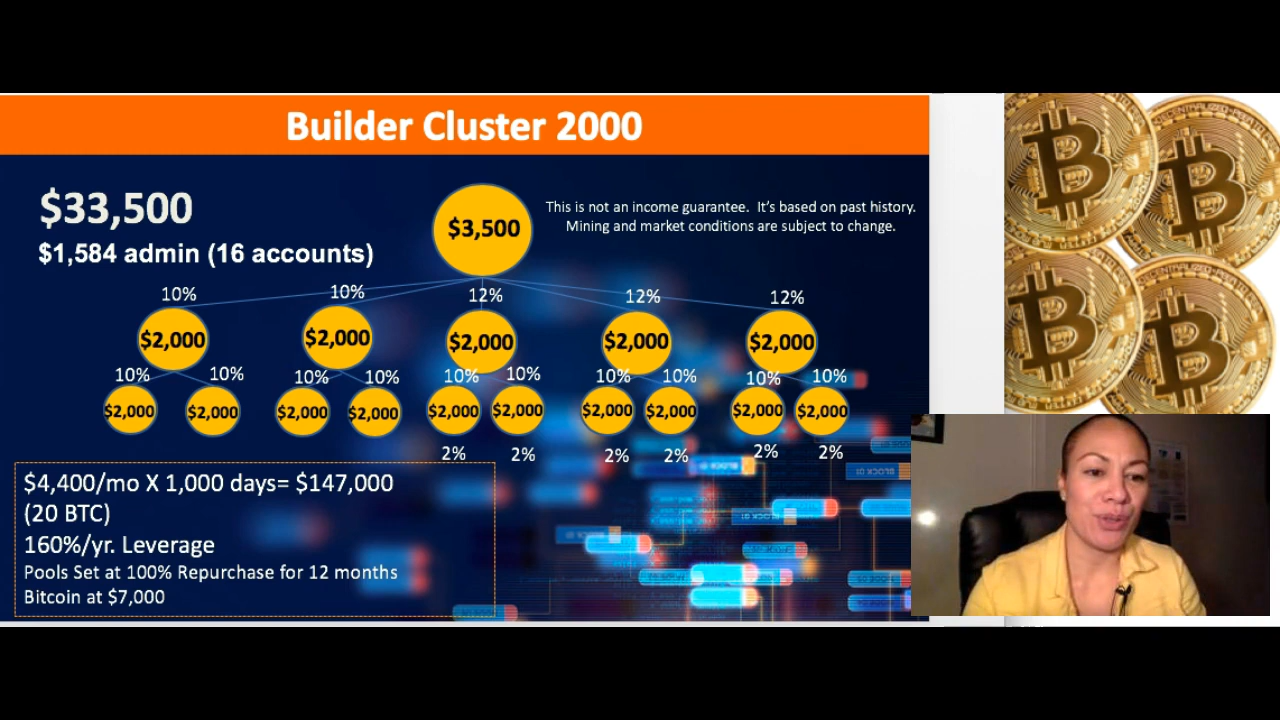 Builder Cluster 2000
$33,500
$1,584 admin (16 accounts)
$3,500
This is not an income guarantee. It's based on past history.
Mining and market conditions are subject to change.
10% 10% 12% 12% 12%
$2,000 $2,000 $2,000 $2,000 $2,000
10% 10% 10% 10% 10% 10% 10% 10% 10% 10%
$2,000 $2,000 $2,000 $2,000 $2,000 $2,000 $2,000 $2,000 $2,000 $2,000
2% 2% 2% 2% 2% 2%
$4,400/mo X 1,000 days= $147,000
(20 BTC)
160%/yr. Leverage
Pools Set at 100% Repurchase for 12 months
Bitcoin at $7,000